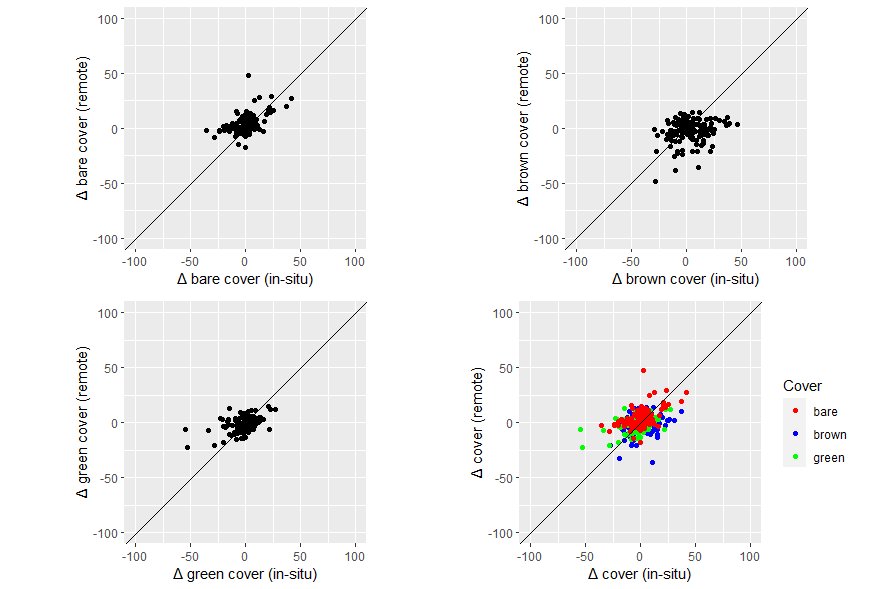 100
50
0
-50
-100
Δ bare cover (remote)
-100 -50 0 50 100
Δ bare cover (in-situ)
100
50
0
-50
-100
Δ brown cover (remote)
-100 -50 0 50 100
Δ brown cover (in-situ)
100
50
0
-50
-100
Δ green cover (remote)
-100 -50 0 50 100
Δ green cover (in-situ)
100
50
0
-50
-100
Δ cover (remote)
-100 -50 0 50 100
Δ cover (in-situ)
Cover
bare
brown
green